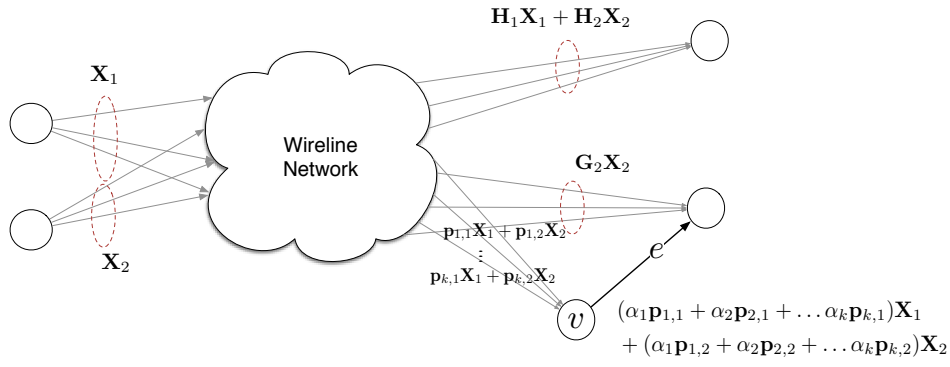 𝐇₁𝐗₁ + 𝐇₂𝐗₂
𝐗₁
Wireline
Network
𝐆₂𝐗₂
𝐩₁,₁𝐗₁ + 𝐩₁,₂𝐗₂
⋮
𝐩ₖ,₁𝐗₁ + 𝐩ₖ,₂𝐗₂
𝐗₂
e
v
(α₁𝐩₁,₁ + α₂𝐩₂,₁ + … αₖ𝐩ₖ,₁)𝐗₁
+ (α₁𝐩₁,₂ + α₂𝐩₂,₂ + … αₖ𝐩ₖ,₂)𝐗₂